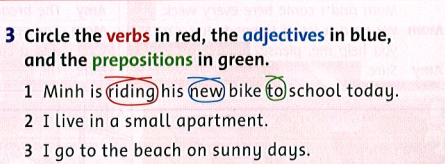 3 Circle the verbs in red, the adjectives in blue,
and the prepositions in green.
1 Minh is riding his new bike to school today.
2 I live in a small apartment.
3 I go to the beach on sunny days.